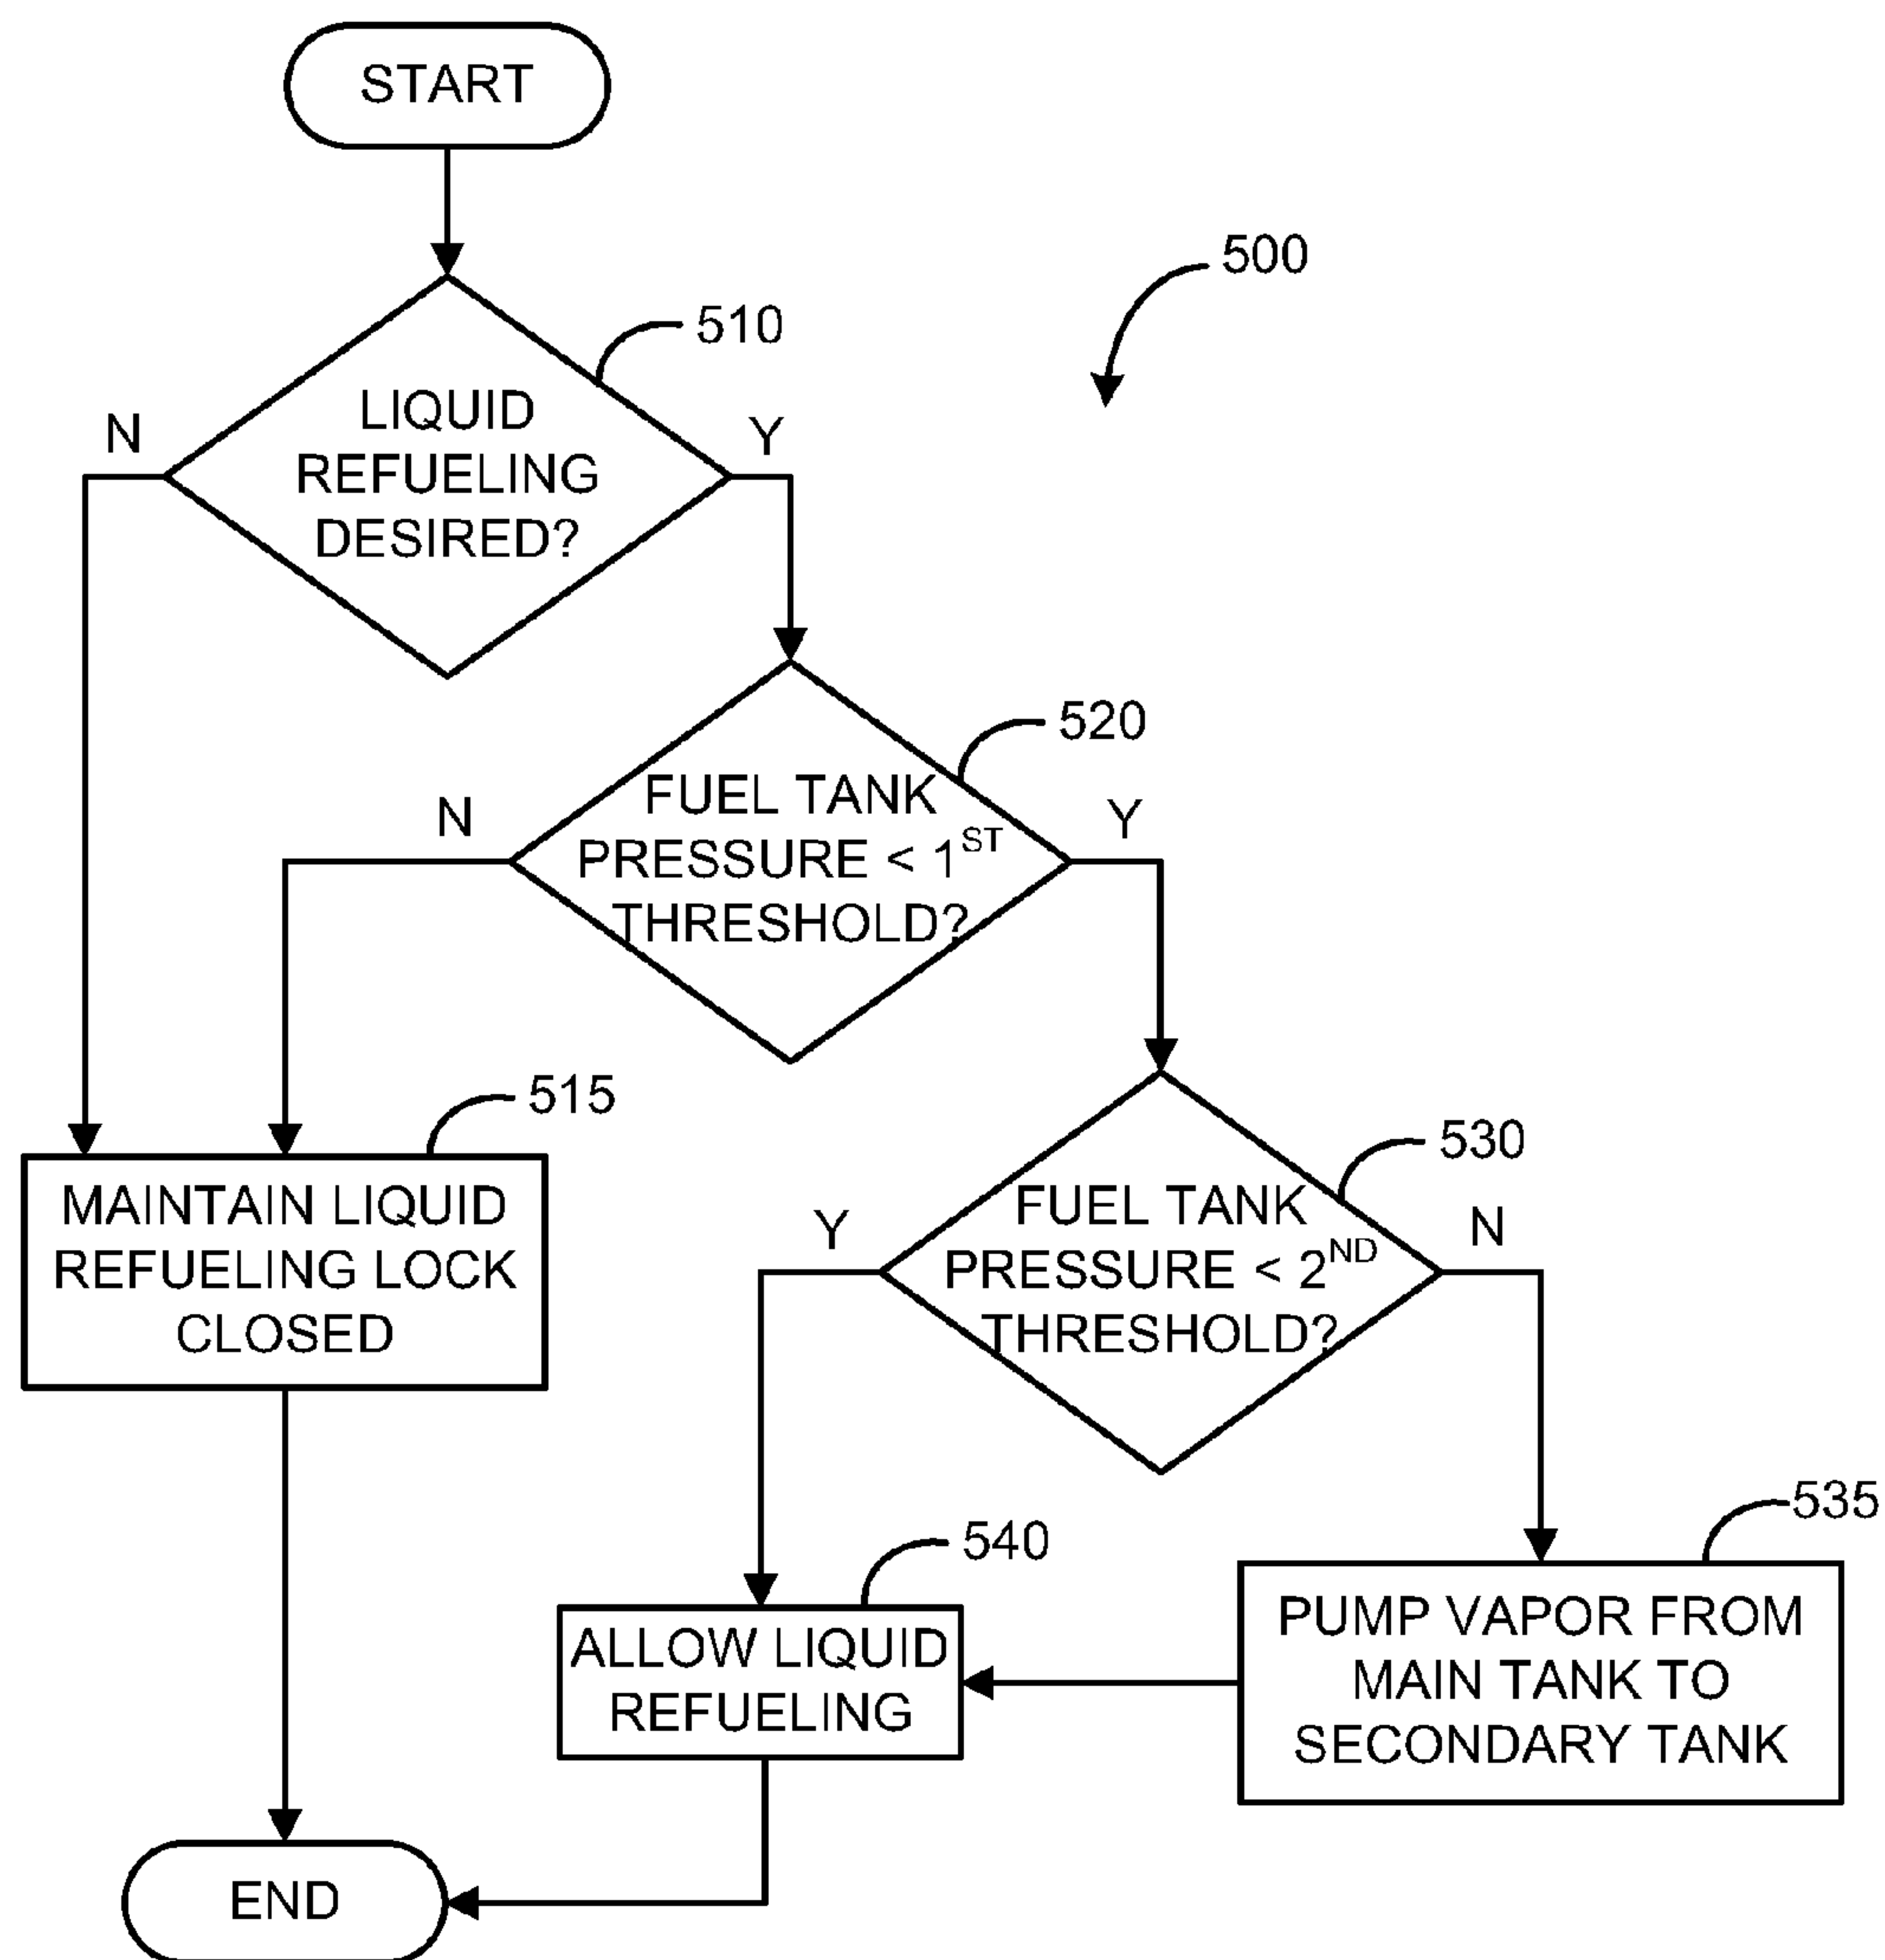 START
500
510
LIQUID
REFUELING
DESIRED?
N
Y
520
FUEL TANK
PRESSURE < 1ST
THRESHOLD?
N
Y
515
MAINTAIN LIQUID
REFUELING LOCK
CLOSED
530
FUEL TANK
PRESSURE < 2ND
THRESHOLD?
Y
N
535
PUMP VAPOR FROM
MAIN TANK TO
SECONDARY TANK
540
ALLOW LIQUID
REFUELING
END